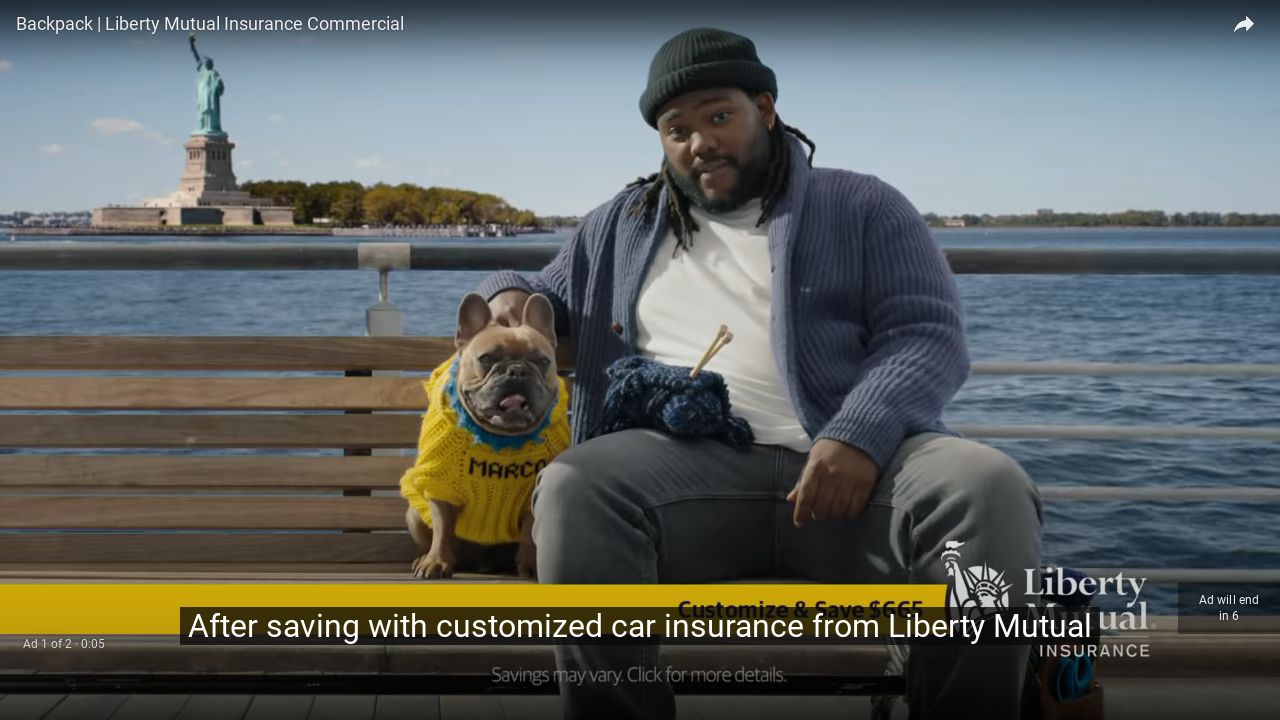 Backpack | Liberty Mutual Insurance Commercial
MARCO
Customize & Save $665
Liberty
Mutual.
INSURANCE
After saving with customized car insurance from Liberty Mutual
Ad will end
in 6
Ad 1 of 2 · 0:05
Savings may vary. Click for more details.